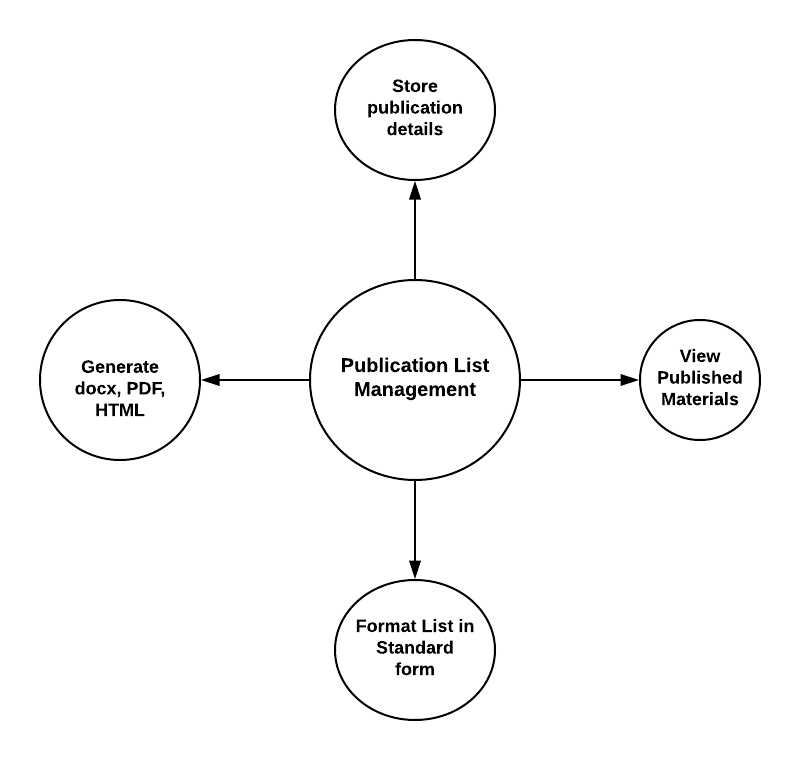 Store
publication
details
Generate
docx, PDF,
HTML
Publication List
Management
View
Published
Materials
Format List in
Standard
form